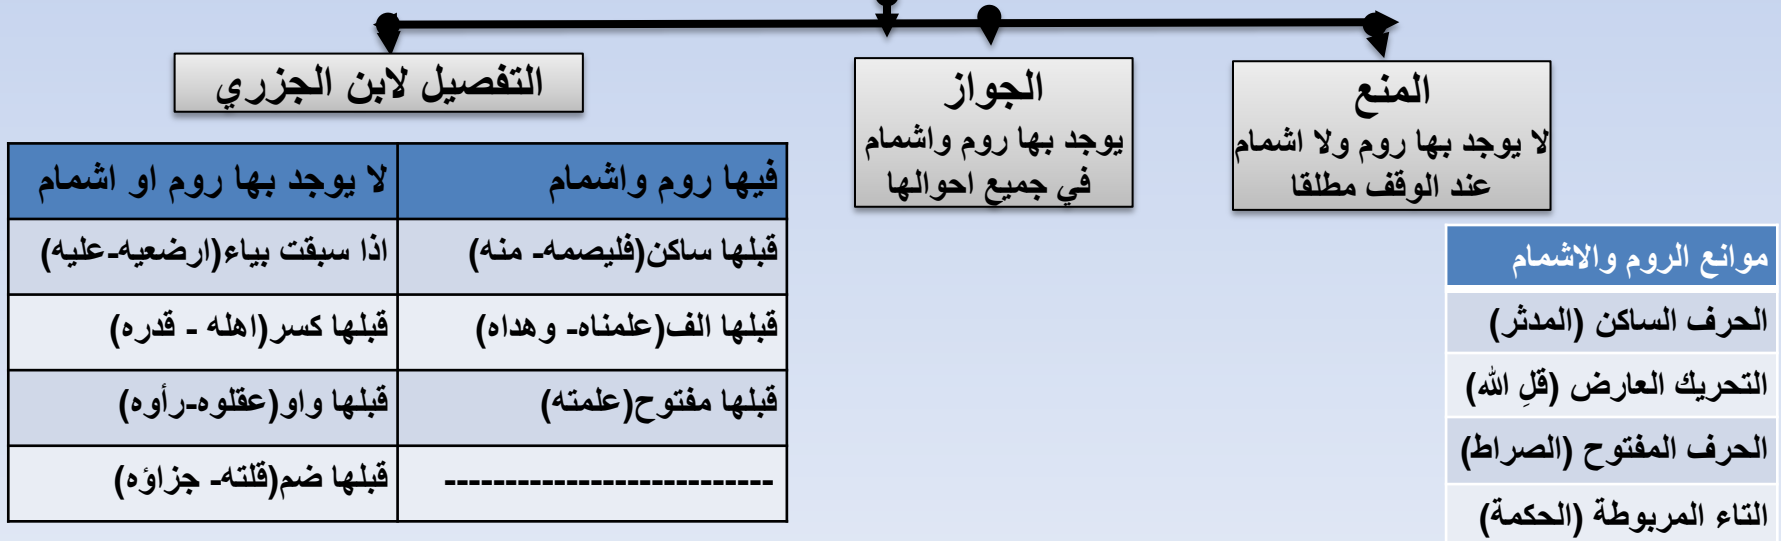 المنع
لا يوجد بها روم ولا اشمام
عند الوقف مطلقا
الجواز
يوجد بها روم واشمام
في جميع احوالها
التفصيل لابن الجزري
موانع الروم والاشمام
الحرف الساكن (المدثر)
التحريك العارض (قلِ الله)
الحرف المفتوح (الصراط)
التاء المربوطة (الحكمة)
فيها روم واشمام
لا يوجد بها روم او اشمام
قبلها ساكن(فليصمه- منه)
اذا سبقت بياء(ارضعيه-عليه)
قبلها الف(علمناه- وهداه)
قبلها كسر(اهله - قدره)
قبلها مفتوح(علمته)
قبلها واو(عقلوه-رأوه)
---------------------------
قبلها ضم(قلته- جزاؤه)